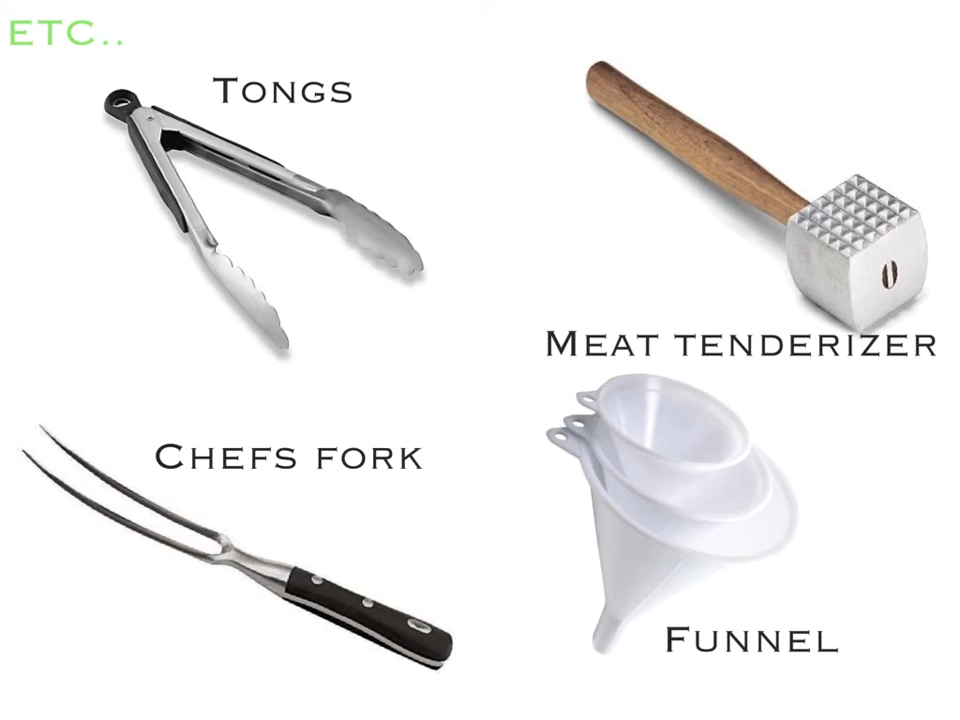 ETC..
TONGS
MEAT TENDERIZER
CHEFS FORK
FUNNEL